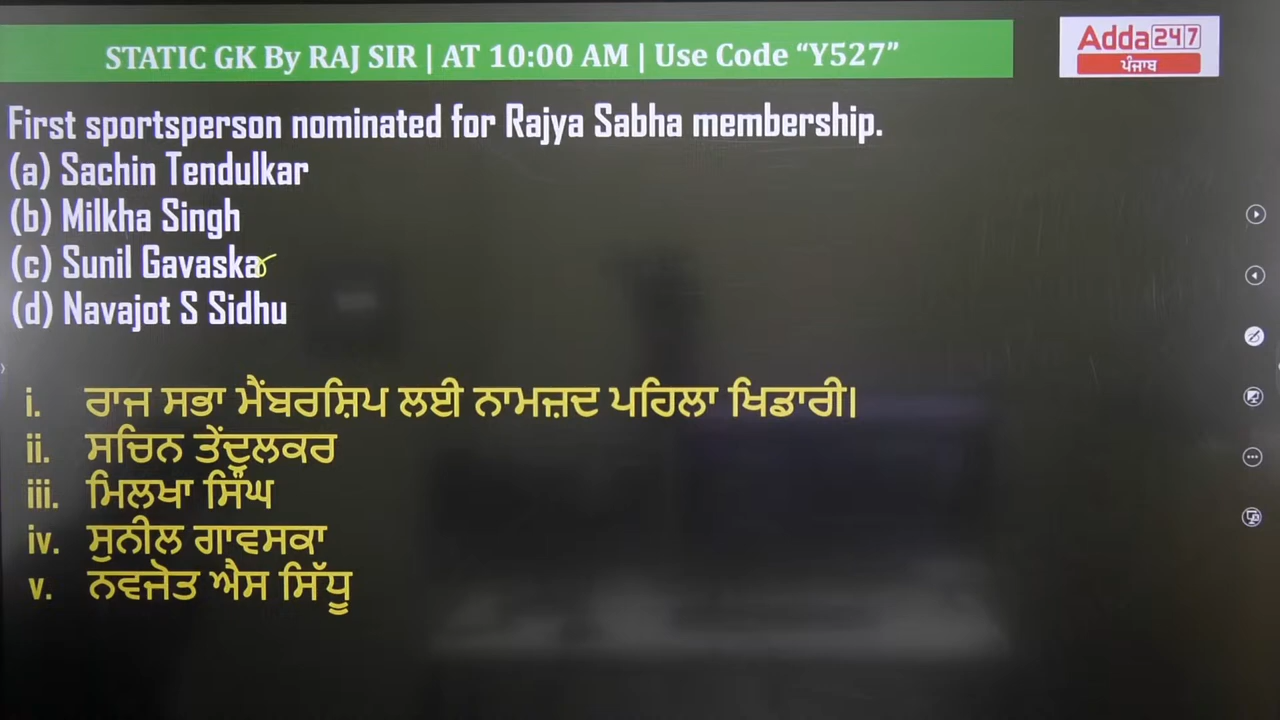 STATIC GK By RAJ SIR | AT 10:00 AM | Use Code “Y527”
Adda247
ਪੰਜਾਬ
First sportsperson nominated for Rajya Sabha membership.
(a) Sachin Tendulkar
(b) Milkha Singh
(c) Sunil Gavaskar
(d) Navajot S Sidhu
i. ਰਾਜ ਸਭਾ ਮੈਂਬਰਸ਼ਿਪ ਲਈ ਨਾਮਜ਼ਦ ਪਹਿਲਾ ਖਿਡਾਰੀ।
ii. ਸਚਿਨ ਤੇਂਦੁਲਕਰ
iii. ਮਿਲਖਾ ਸਿੰਘ
iv. ਸੁਨੀਲ ਗਾਵਸਕਾ
v. ਨਵਜੋਤ ਐਸ ਸਿੱਧੂ